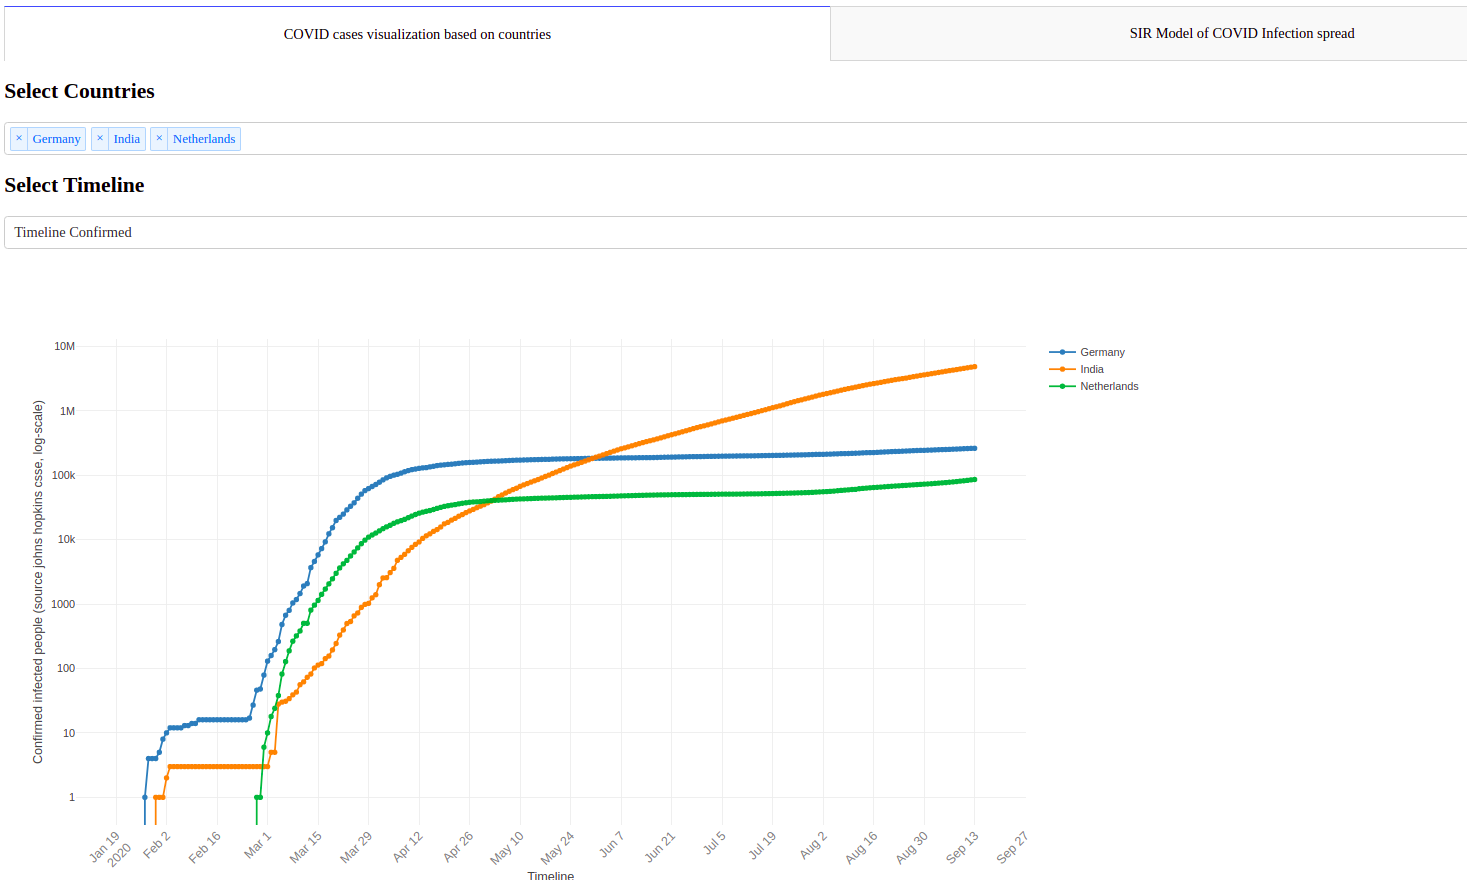 COVID cases visualization based on countries
SIR Model of COVID Infection spread
Select Countries
× Germany × India × Netherlands
Select Timeline
Timeline Confirmed
Confirmed infected people (source johns hopkins csse, log-scale)
10M
1M
100k
10k
1000
100
10
1
Germany
India
Netherlands
Jan 19
2020
Feb 2
Feb 16
Mar 1
Mar 15
Mar 29
Apr 12
Apr 26
May 10
May 24
Jun 7
Jun 21
Jul 5
Jul 19
Aug 2
Aug 16
Aug 30
Sep 13
Sep 27
Timeline